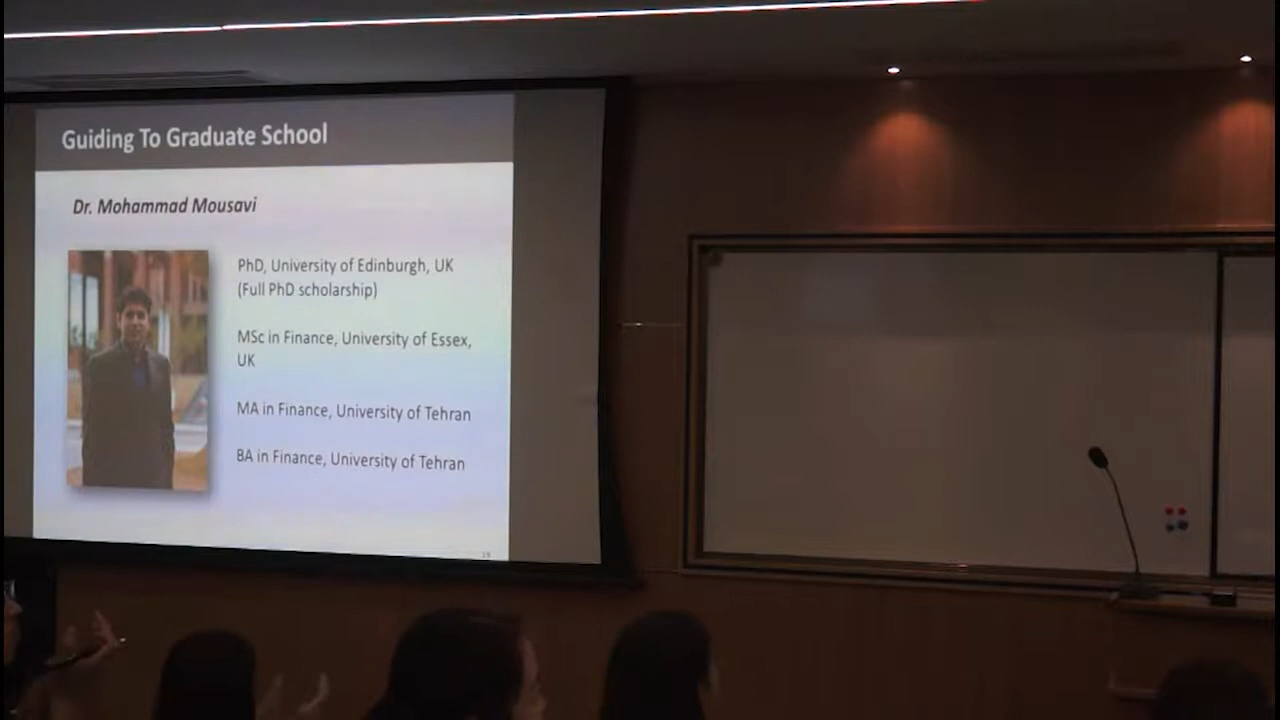 Guiding To Graduate School
Dr. Mohammad Mousavi
PhD, University of Edinburgh, UK
(Full PhD scholarship)
MSc in Finance, University of Essex,
UK
MA in Finance, University of Tehran
BA in Finance, University of Tehran